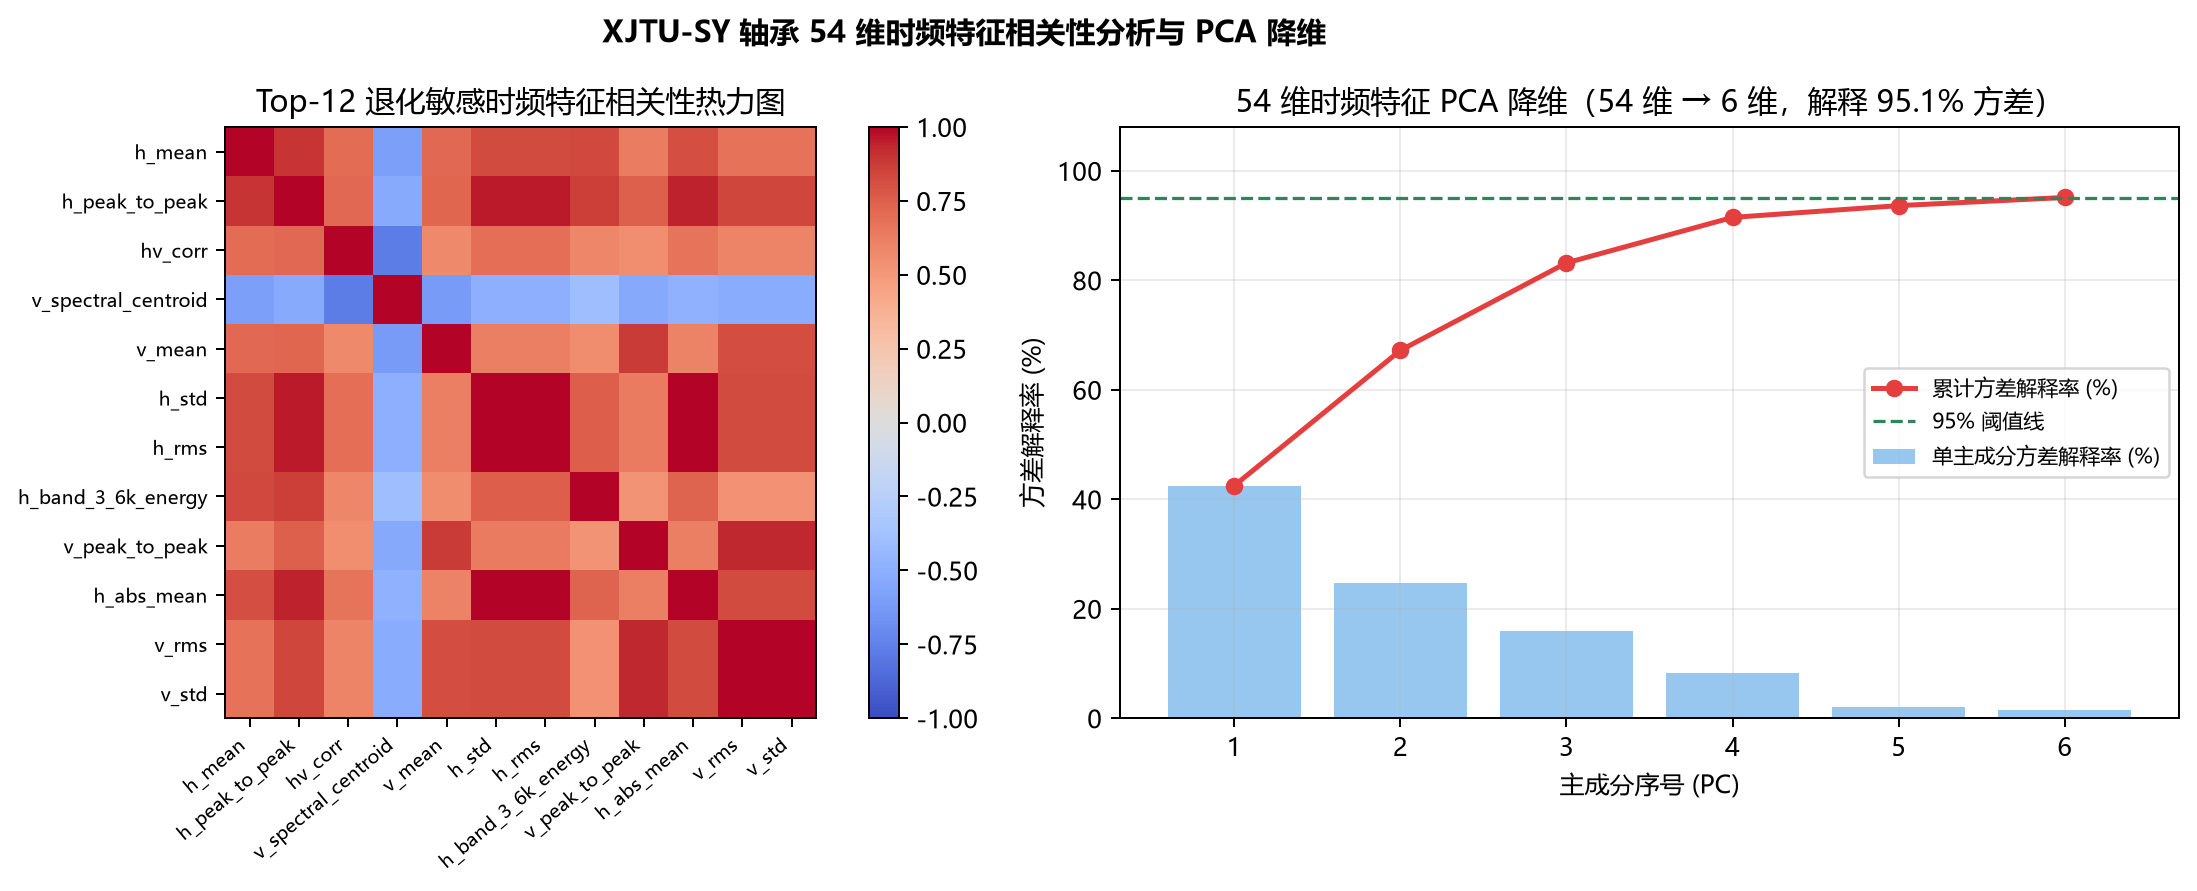 XJTU-SY 轴承 54 维时频特征相关性分析与 PCA 降维
Top-12 退化敏感时频特征相关性热力图
h_mean
h_peak_to_peak
hv_corr
v_spectral_centroid
v_mean
h_std
h_rms
h_band_3_6k_energy
v_peak_to_peak
h_abs_mean
v_rms
v_std
h_mean
h_peak_to_peak
hv_corr
v_spectral_centroid
v_mean
h_std
h_rms
h_band_3_6k_energy
v_peak_to_peak
h_abs_mean
v_rms
v_std
1.00
0.75
0.50
0.25
0.00
-0.25
-0.50
-0.75
-1.00
54 维时频特征 PCA 降维（54 维 → 6 维，解释 95.1% 方差）
方差解释率 (%)
100
80
60
40
20
0
累计方差解释率 (%)
95% 阈值线
单主成分方差解释率 (%)
1 2 3 4 5 6
主成分序号 (PC)